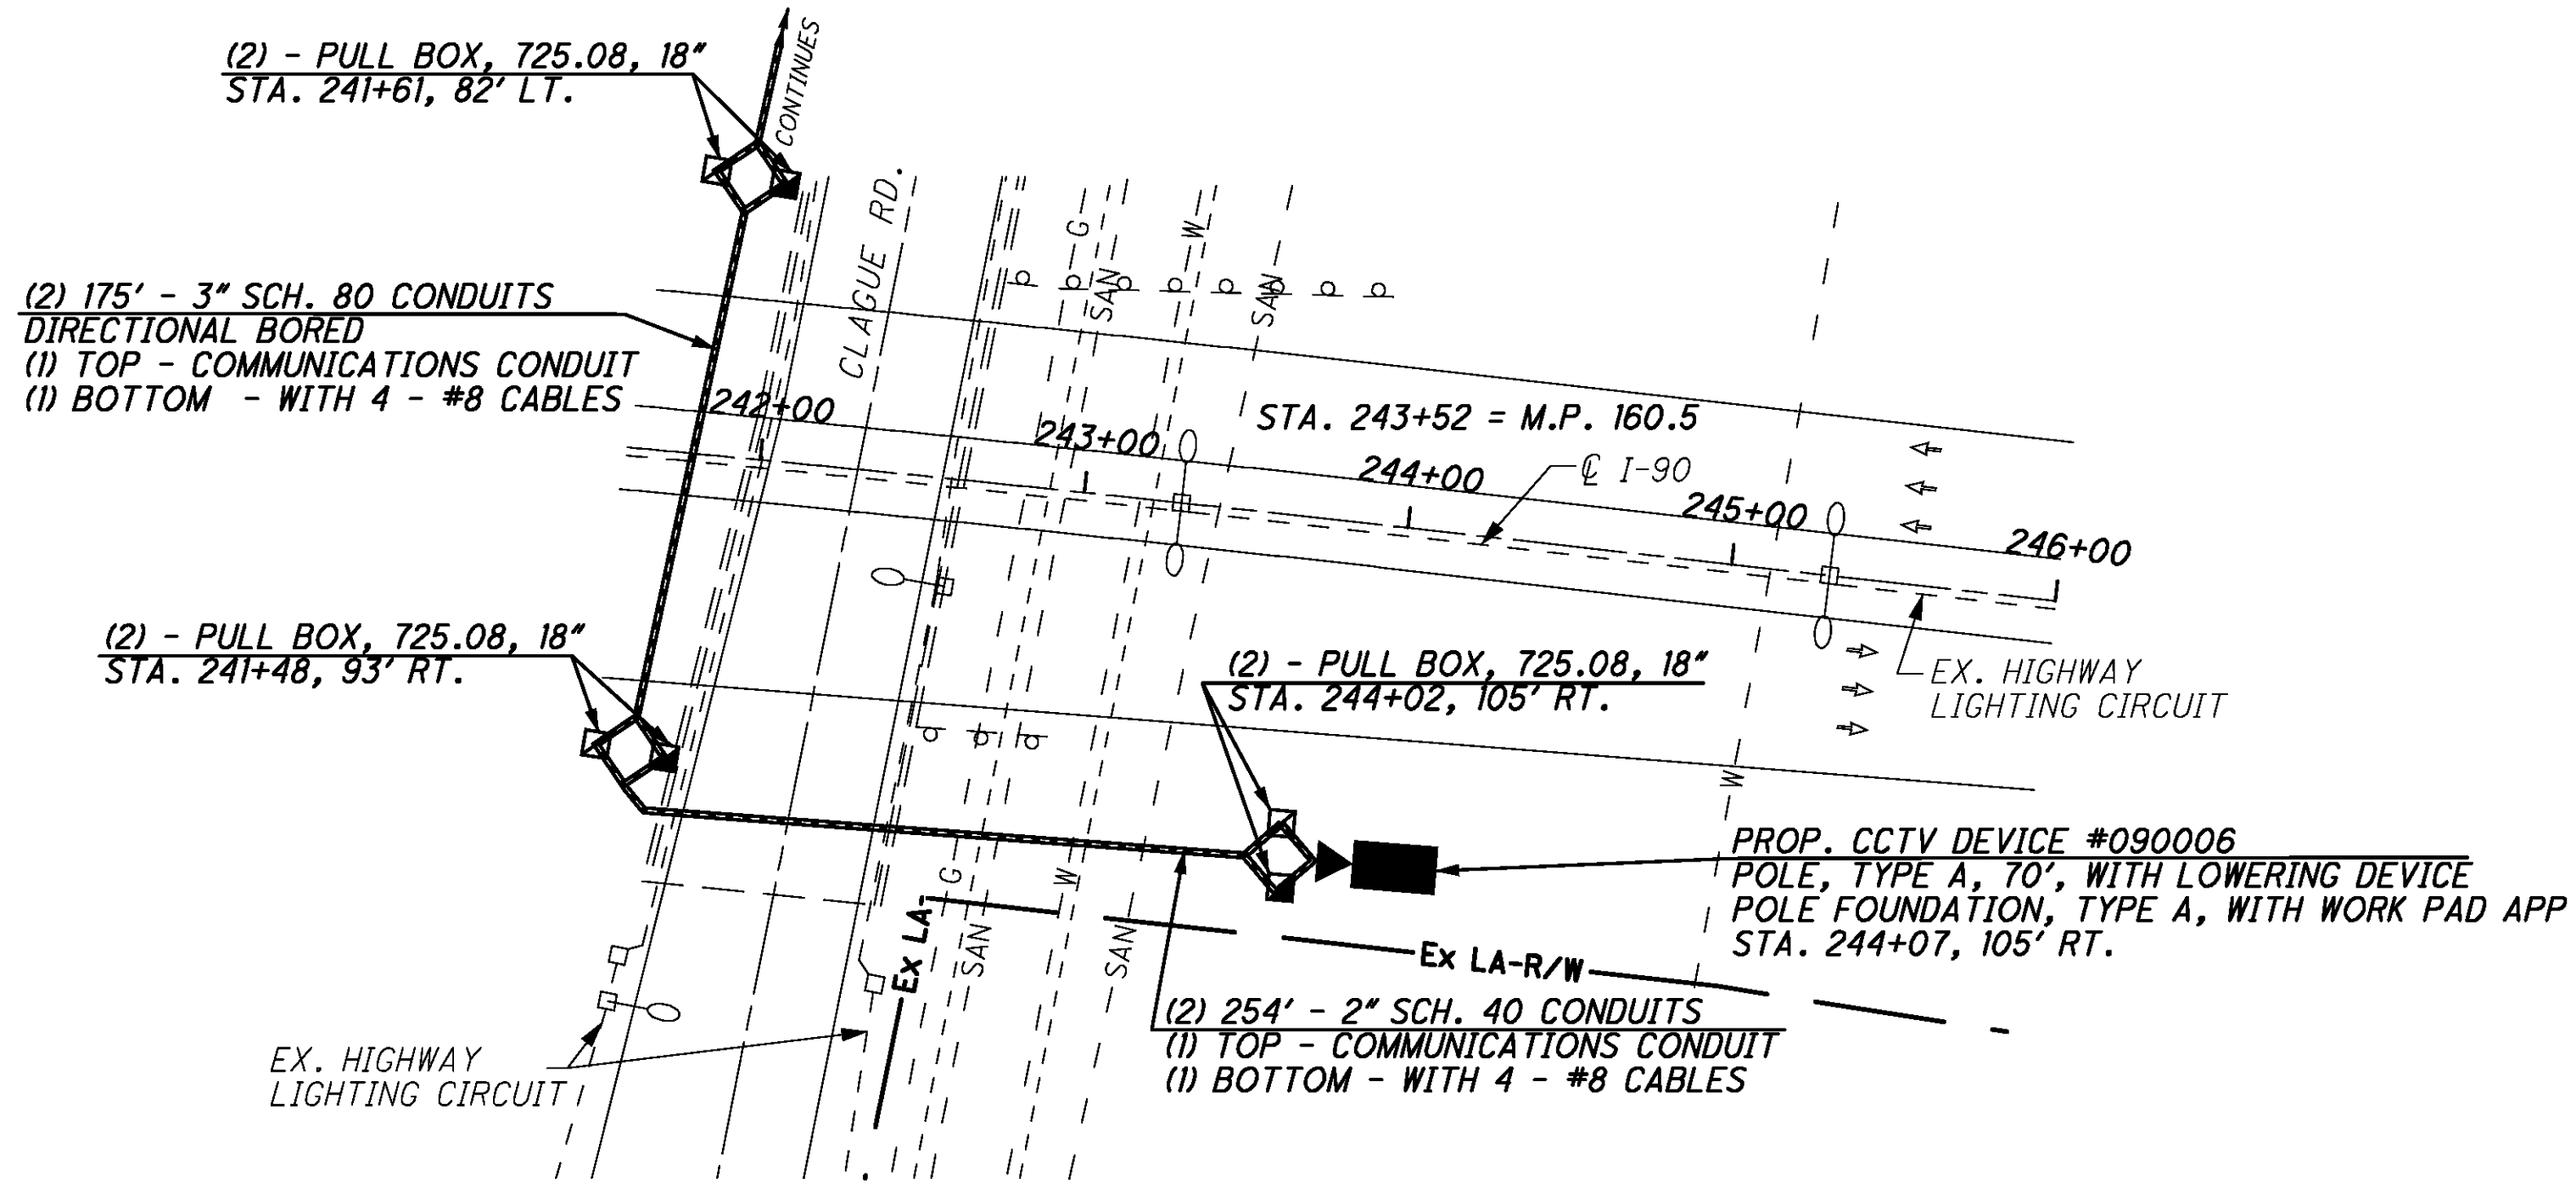 (2) - PULL BOX, 725.08, 18"
STA. 241+61, 82' LT.
CONTINUES
CLAGUE RD.
G
SAN
W
SAN
(2) 175' - 3" SCH. 80 CONDUITS
DIRECTIONAL BORED
(1) TOP - COMMUNICATIONS CONDUIT
(1) BOTTOM - WITH 4 - #8 CABLES
242+00
243+00
STA. 243+52 = M.P. 160.5
244+00
℄ I-90
245+00
246+00
(2) - PULL BOX, 725.08, 18"
STA. 241+48, 93' RT.
(2) - PULL BOX, 725.08, 18"
STA. 244+02, 105' RT.
EX. HIGHWAY
LIGHTING CIRCUIT
W
PROP. CCTV DEVICE #090006
POLE, TYPE A, 70', WITH LOWERING DEVICE
POLE FOUNDATION, TYPE A, WITH WORK PAD APP
STA. 244+07, 105' RT.
G
W
SAN
SAN
Ex LA-
Ex LA-R/W
(2) 254' - 2" SCH. 40 CONDUITS
(1) TOP - COMMUNICATIONS CONDUIT
(1) BOTTOM - WITH 4 - #8 CABLES
EX. HIGHWAY
LIGHTING CIRCUIT